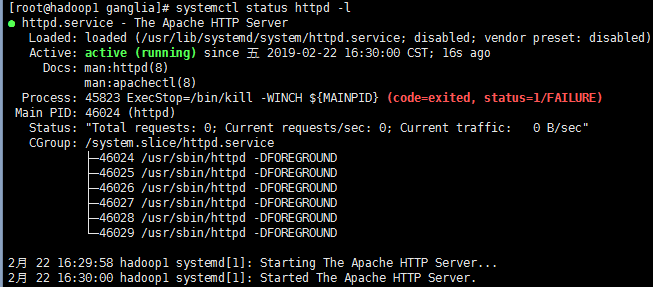 [root@hadoop1 ganglia]# systemctl status httpd -l
● httpd.service - The Apache HTTP Server
Loaded: loaded (/usr/lib/systemd/system/httpd.service; disabled; vendor preset: disabled)
Active: active (running) since 五 2019-02-22 16:30:00 CST; 16s ago
Docs: man:httpd(8)
man:apachectl(8)
Process: 45823 ExecStop=/bin/kill -WINCH ${MAINPID} (code=exited, status=1/FAILURE)
Main PID: 46024 (httpd)
Status: "Total requests: 0; Current requests/sec: 0; Current traffic:   0 B/sec"
CGroup: /system.slice/httpd.service
├─46024 /usr/sbin/httpd -DFOREGROUND
├─46025 /usr/sbin/httpd -DFOREGROUND
├─46026 /usr/sbin/httpd -DFOREGROUND
├─46027 /usr/sbin/httpd -DFOREGROUND
├─46028 /usr/sbin/httpd -DFOREGROUND
└─46029 /usr/sbin/httpd -DFOREGROUND
2月 22 16:29:58 hadoop1 systemd[1]: Starting The Apache HTTP Server...
2月 22 16:30:00 hadoop1 systemd[1]: Started The Apache HTTP Server.